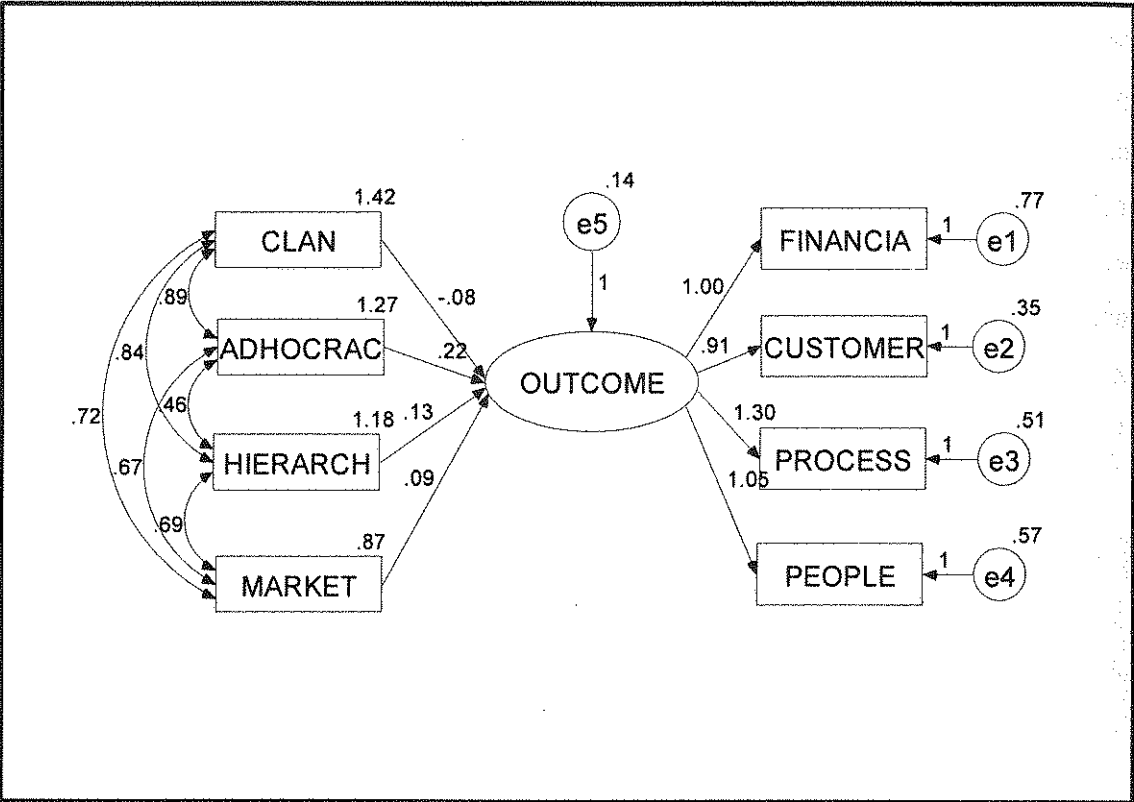 .14
1.42
.77
CLAN
e5
FINANCIA
1
e1
1
1.00
-.08
.89
1.27
.35
ADHOCRAC
.22
.91
CUSTOMER
1
e2
.84
OUTCOME
.72
.46
1.18
.13
1.30
.51
HIERARCH
PROCESS
1
e3
.67
.09
1.05
.69
.87
.57
MARKET
PEOPLE
1
e4